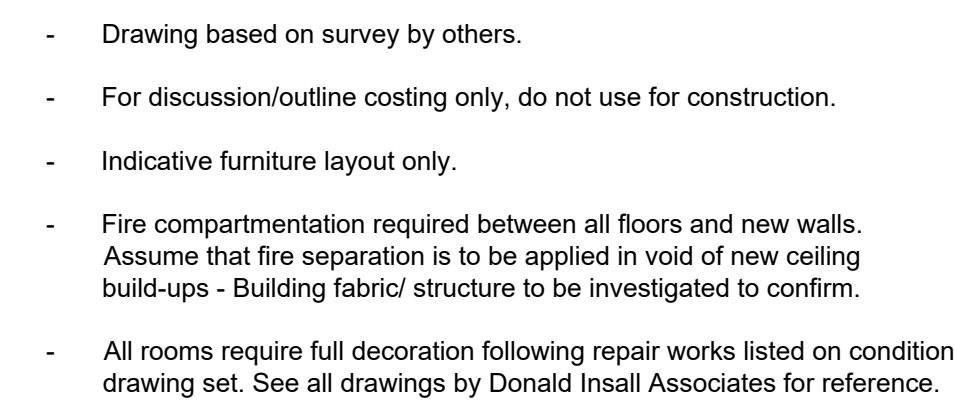 - Drawing based on survey by others.
- For discussion/outline costing only, do not use for construction.
- Indicative furniture layout only.
- Fire compartmentation required between all floors and new walls.
Assume that fire separation is to be applied in void of new ceiling
build-ups - Building fabric/ structure to be investigated to confirm.
- All rooms require full decoration following repair works listed on condition
drawing set. See all drawings by Donald Insall Associates for reference.